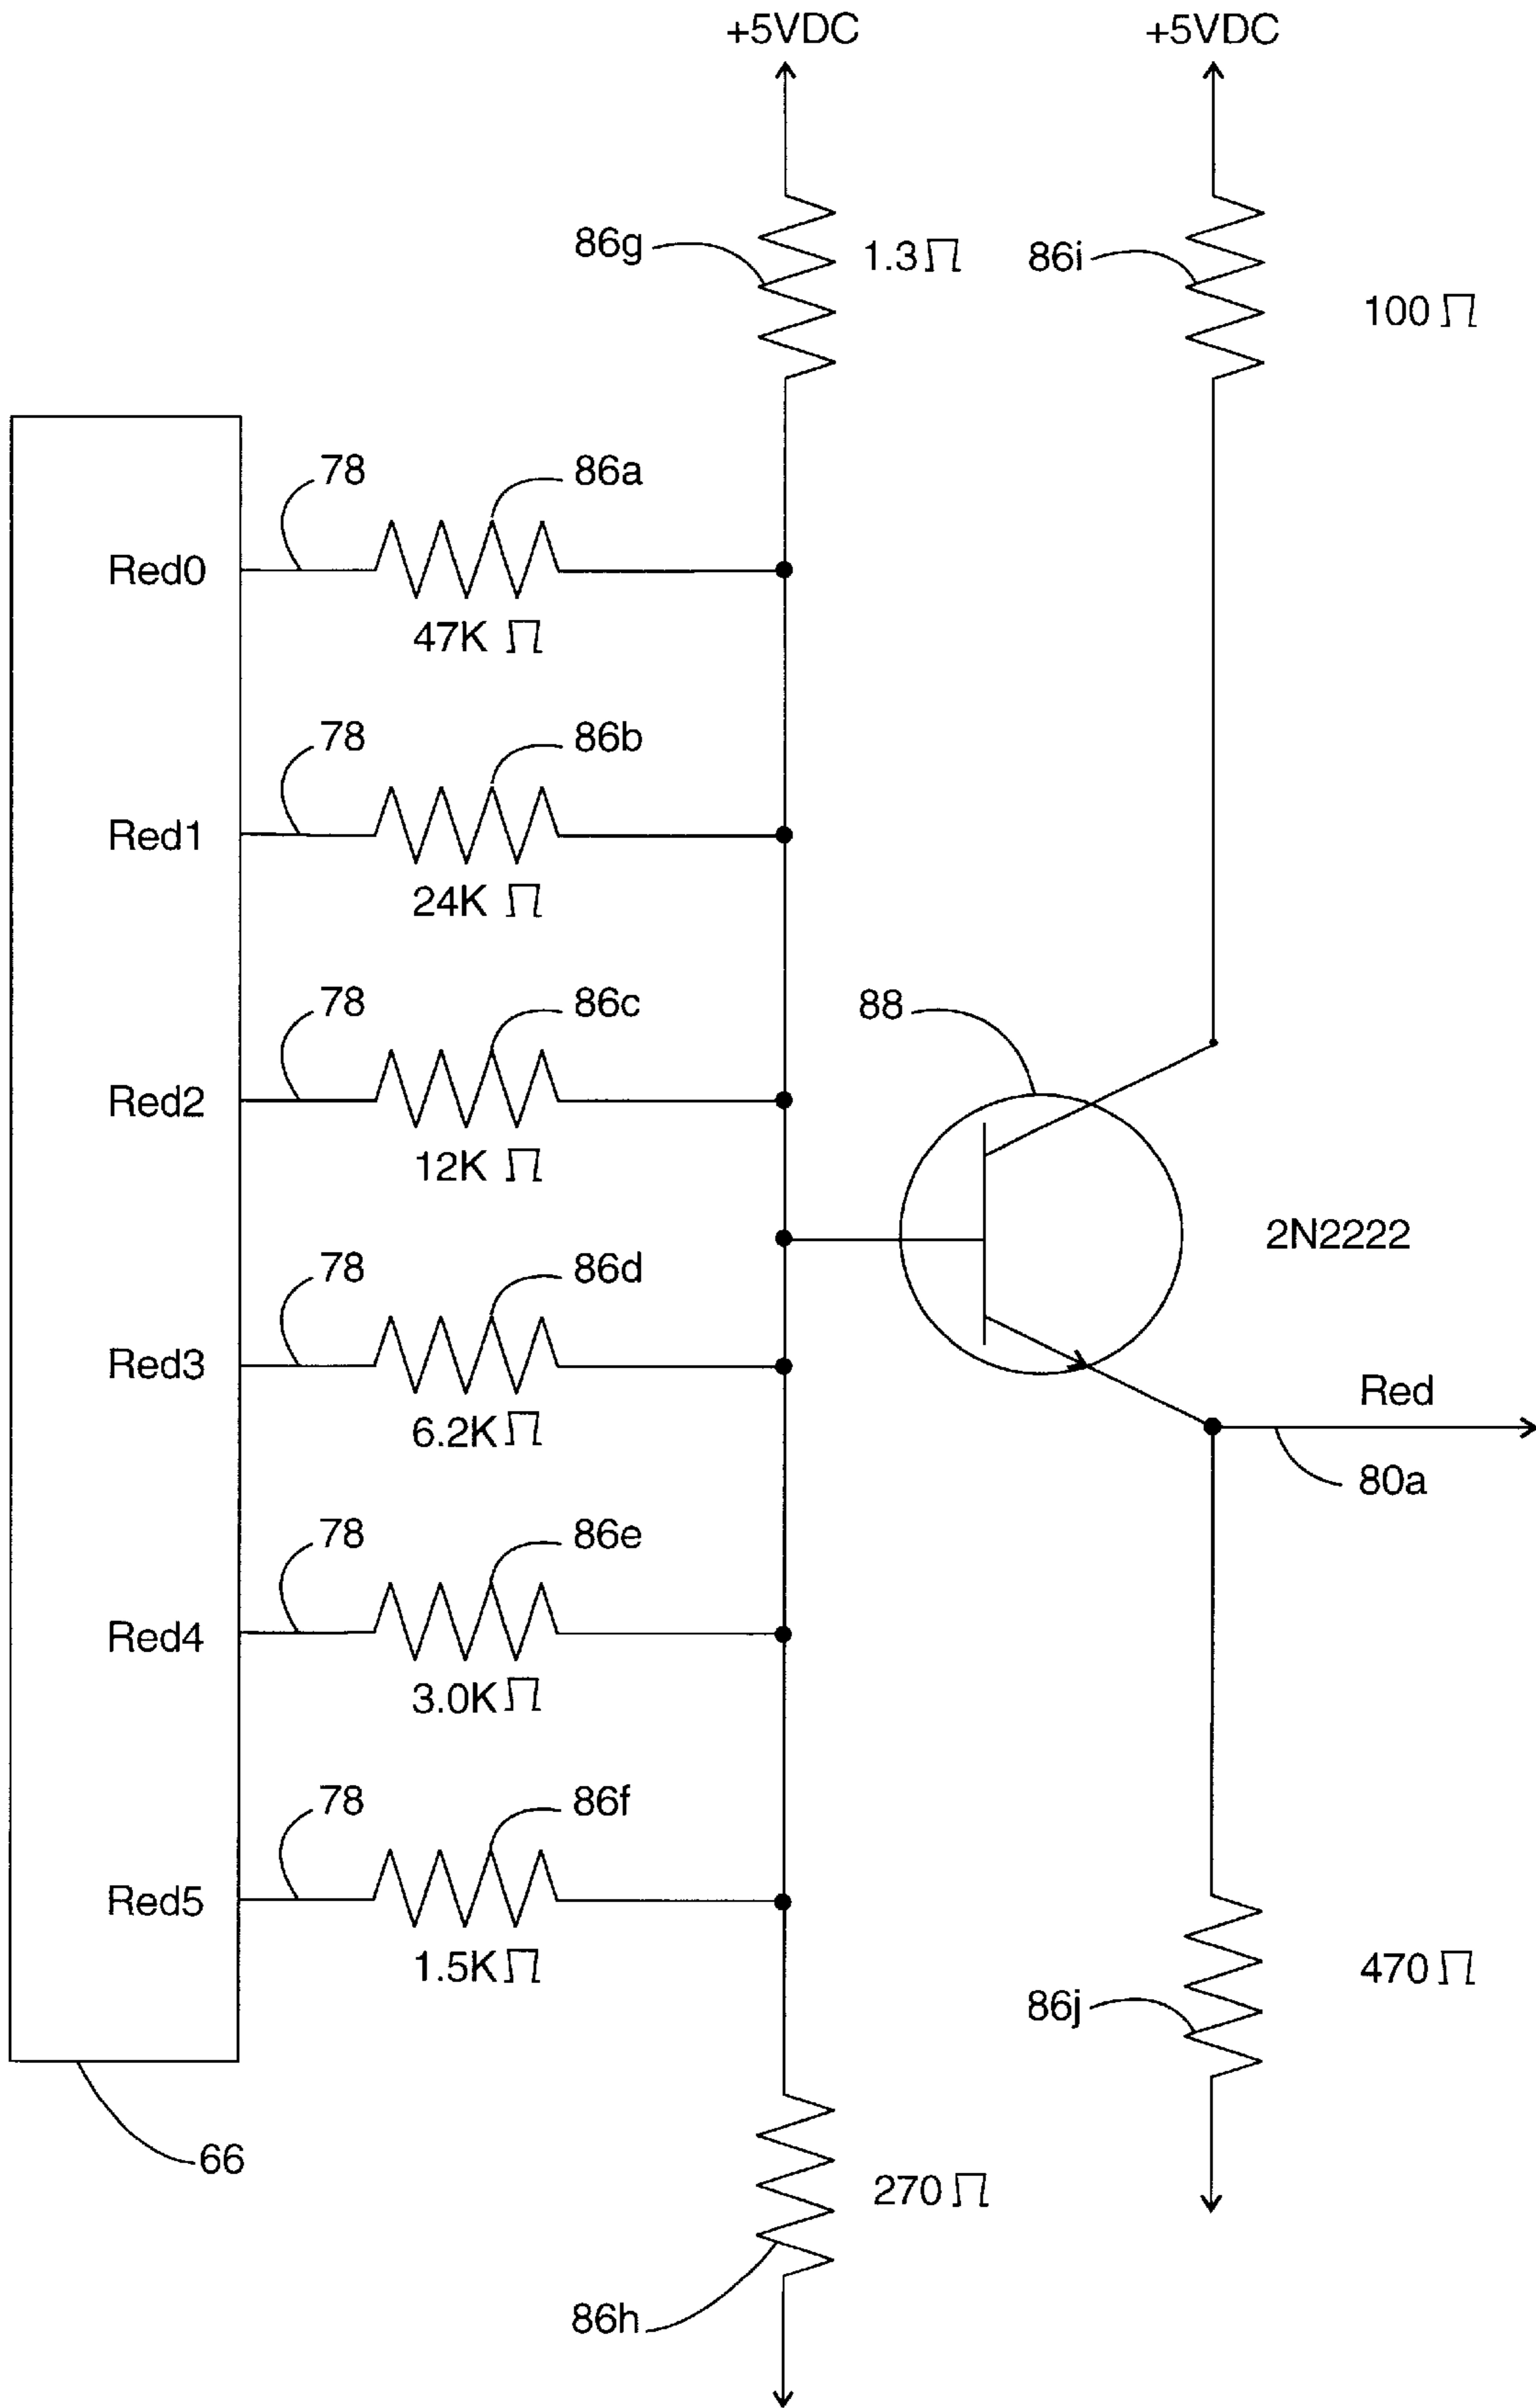 +5VDC
+5VDC
86g
1.3 Ω
86i
100 Ω
78
86a
Red0
47K Ω
78
86b
Red1
24K Ω
78
86c
88
Red2
12K Ω
2N2222
78
86d
Red3
Red
6.2K Ω
80a
78
86e
Red4
3.0K Ω
78
86f
Red5
1.5K Ω
470 Ω
86j
66
270 Ω
86h